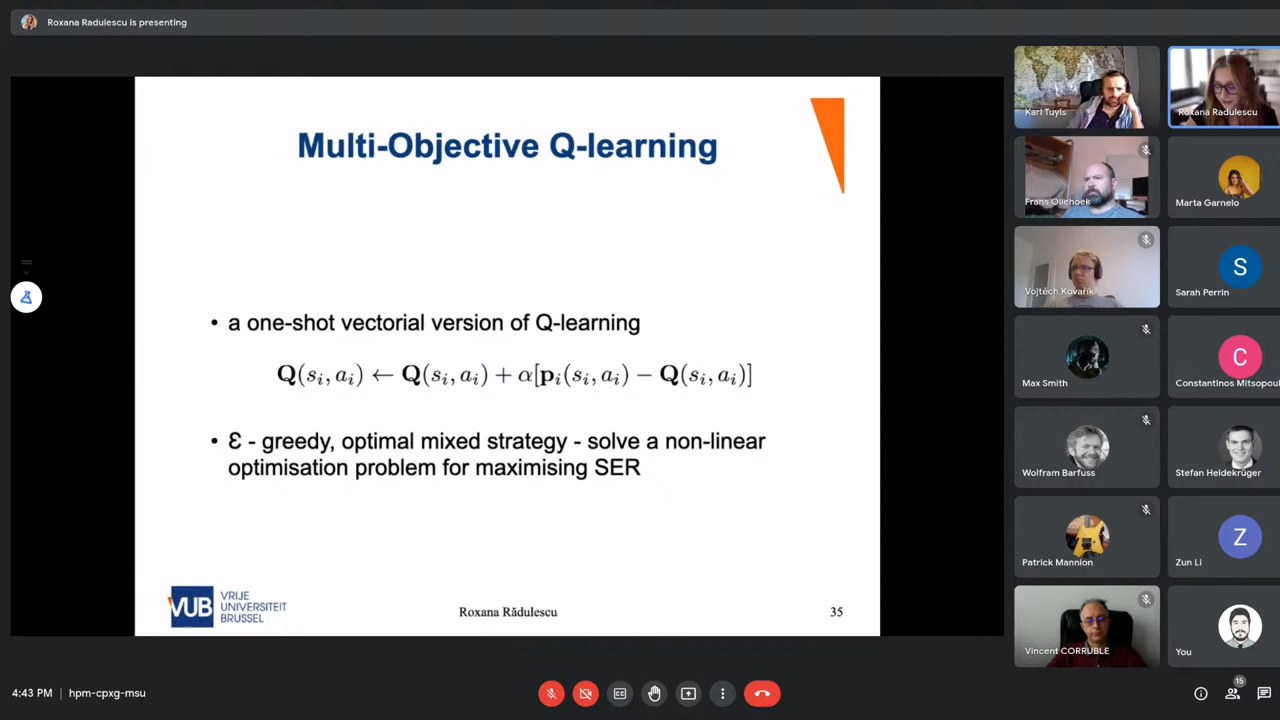 Roxana Radulescu is presenting
Multi-Objective Q-learning
• a one-shot vectorial version of Q-learning
Q(sᵢ, aᵢ) ← Q(sᵢ, aᵢ) + α[pᵢ(sᵢ, aᵢ) − Q(sᵢ, aᵢ)]
• Ɛ - greedy, optimal mixed strategy - solve a non-linear
optimisation problem for maximising SER
VUB
VRIJE
UNIVERSITEIT
BRUSSEL
Roxana Rădulescu
35
Karl Tuyls
Roxana Radulescu
Frans Oliehoek
Marta Garnelo
Vojtěch Kovařík
S
Sarah Perrin
Max Smith
C
Constantinos Mitsopou
Wolfram Barfuss
Stefan Heidekrüger
Patrick Mannion
Z
Zun Li
Vincent CORRUBLE
You
4:43 PM | hpm-cpxg-msu
CC
15